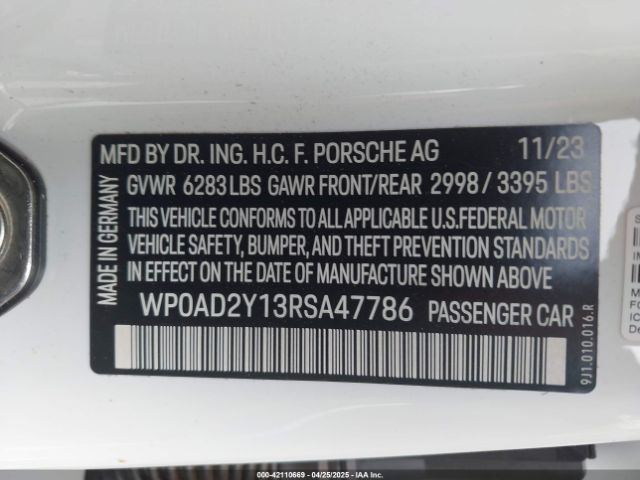 MFD BY DR. ING. H.C. F. PORSCHE AG 11/23
GVWR 6283 LBS GAWR FRONT/REAR 2998 / 3395 LBS
THIS VEHICLE CONFORMS TO ALL APPLICABLE U.S.FEDERAL MOTOR
VEHICLE SAFETY, BUMPER, AND THEFT PREVENTION STANDARDS
IN EFFECT ON THE DATE OF MANUFACTURE SHOWN ABOVE
WP0AD2Y13RSA47786 PASSENGER CAR
MADE IN GERMANY
9J1.010.016.R
000-42110669 - 04/25/2025 - IAA Inc.